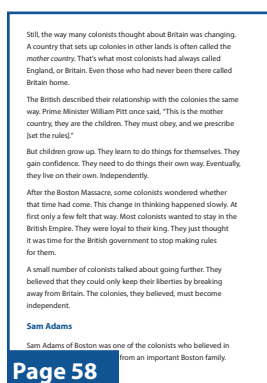 Still, the way many colonists thought about Britain was changing.
A country that sets up colonies in other lands is often called the
mother country. That's what most colonists had always called
England, or Britain. Even those who had never been there called
Britain home.
The British described their relationship with the colonies the same
way. Prime Minister William Pitt once said, "This is the mother
country, they are the children. They must obey, and we prescribe
[set the rules]."
But children grow up. They learn to do things for themselves. They
gain confidence. They need to do things their own way. Eventually,
they live on their own. Independently.
After the Boston Massacre, some colonists wondered whether
that time had come. This change in thinking happened slowly. At
first only a few felt that way. Most colonists wanted to stay in the
British Empire. They were loyal to their king. They just thought
it was time for the British government to stop making rules
for them.
A small number of colonists talked about going further. They
believed that they could only keep their liberties by breaking
away from Britain. The colonies, they believed, must become
independent.
Sam Adams
Sam Adams of Boston was one of the colonists who believed in
from an important Boston family.
Page 58